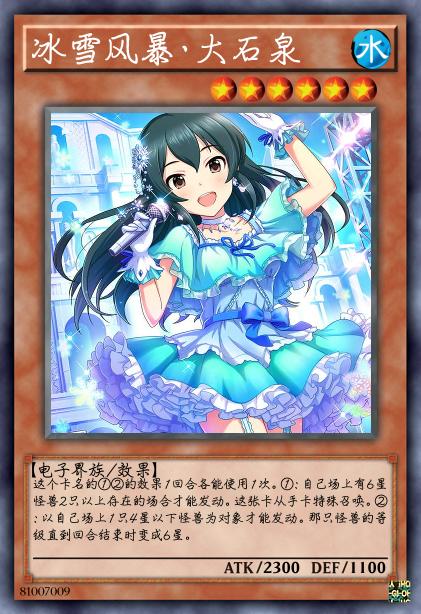 冰雪风暴·大石泉
水
【电子界族/效果】
这个卡名的①②的效果1回合各能使用1次。①:自己场上有6星
怪兽2只以上存在的场合才能发动。这张卡从手卡特殊召唤。②
:以自己场上1只4星以下怪兽为对象才能发动。那只怪兽的等
级直到回合结束时变成6星。
ATK/2300 DEF/1100
81007009